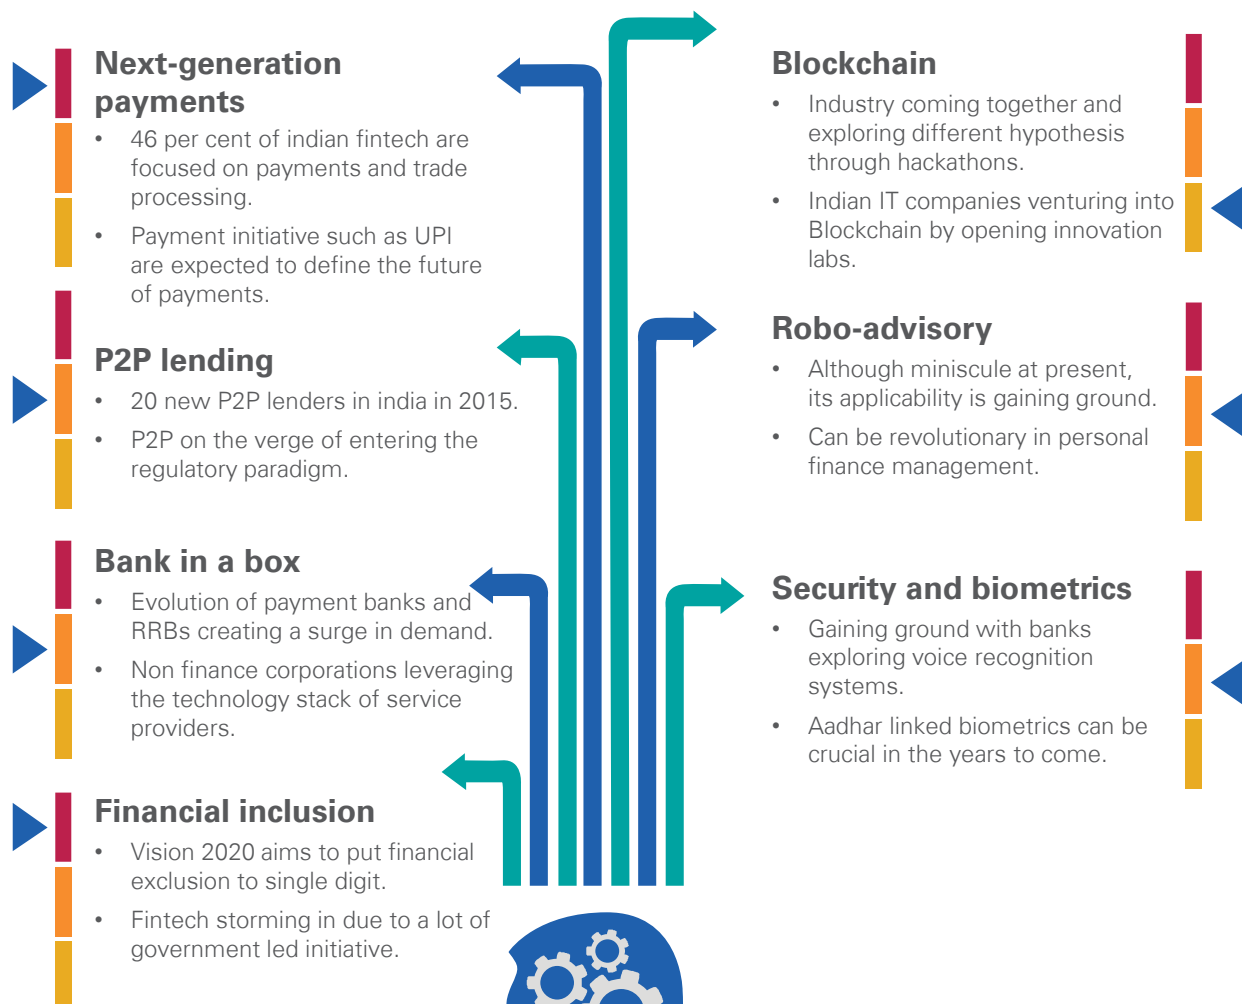 Next-generation
payments
• 46 per cent of indian fintech are
focused on payments and trade
processing.
• Payment initiative such as UPI
are expected to define the future
of payments.
P2P lending
• 20 new P2P lenders in india in 2015.
• P2P on the verge of entering the
regulatory paradigm.
Bank in a box
• Evolution of payment banks and
RRBs creating a surge in demand.
• Non finance corporations leveraging
the technology stack of service
providers.
Financial inclusion
• Vision 2020 aims to put financial
exclusion to single digit.
• Fintech storming in due to a lot of
government led initiative.
Blockchain
• Industry coming together and
exploring different hypothesis
through hackathons.
• Indian IT companies venturing into
Blockchain by opening innovation
labs.
Robo-advisory
• Although miniscule at present,
its applicability is gaining ground.
• Can be revolutionary in personal
finance management.
Security and biometrics
• Gaining ground with banks
exploring voice recognition
systems.
• Aadhar linked biometrics can be
crucial in the years to come.